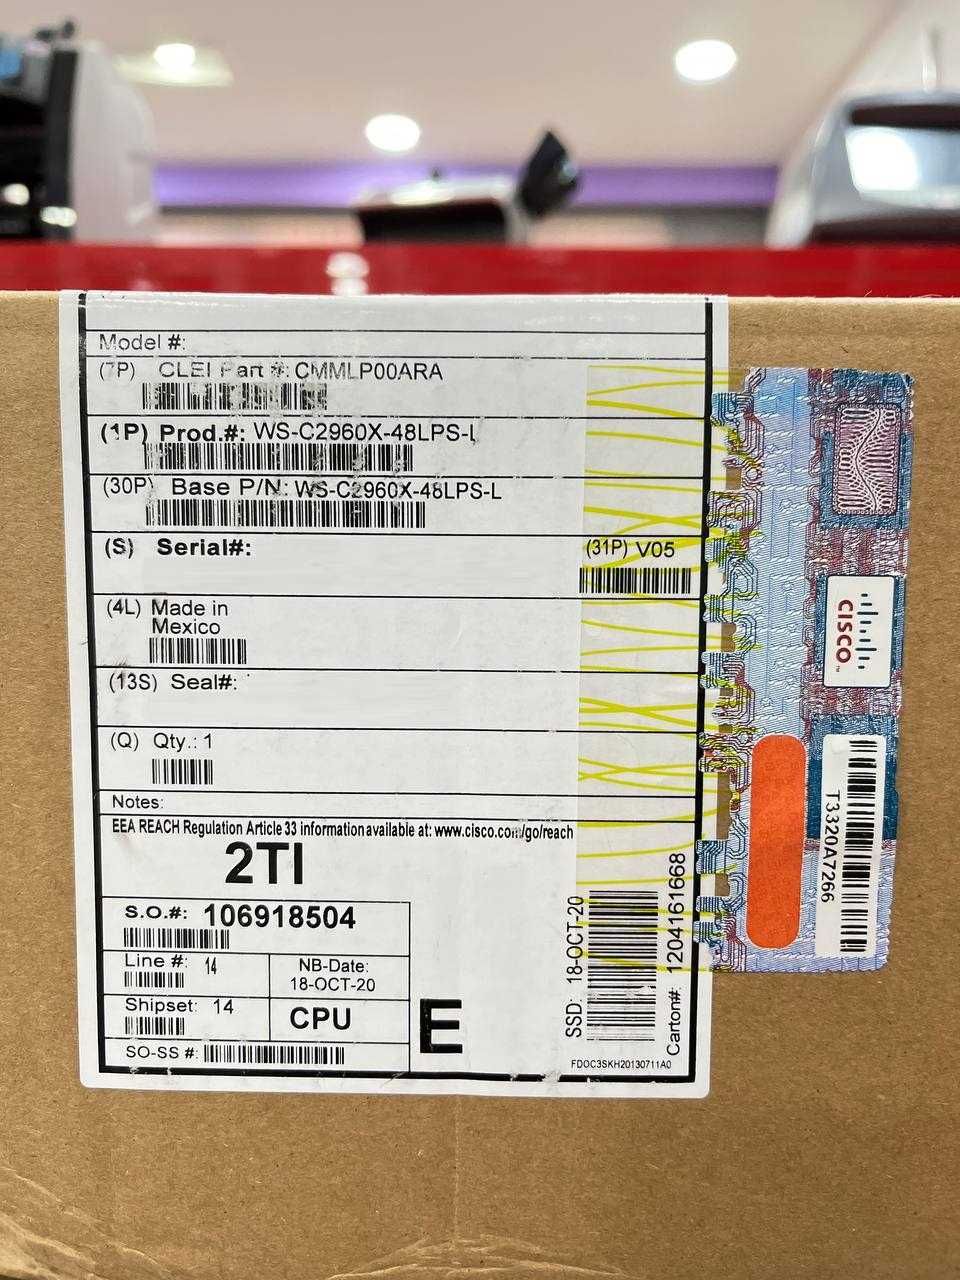 Model #:
(7P) CLEI Part #: CMMLP00ARA
(1P) Prod.#: WS-C2960X-48LPS-L
(30P) Base P/N: WS-C2960X-48LPS-L
(S) Serial#:
(31P) V05
(4L) Made in
Mexico
(13S) Seal#:
(Q) Qty.: 1
Notes:
EEA REACH Regulation Article 33 information available at: www.cisco.com/go/reach
2TI
S.O.#: 106918504
Line #: 14
NB-Date:
18-OCT-20
Shipset: 14
CPU
SO-SS #:
E
SSD: 18-OCT-20
Carton#: 1204161668
FDOC3SKH20130711A0
CISCO™
T3320A7266